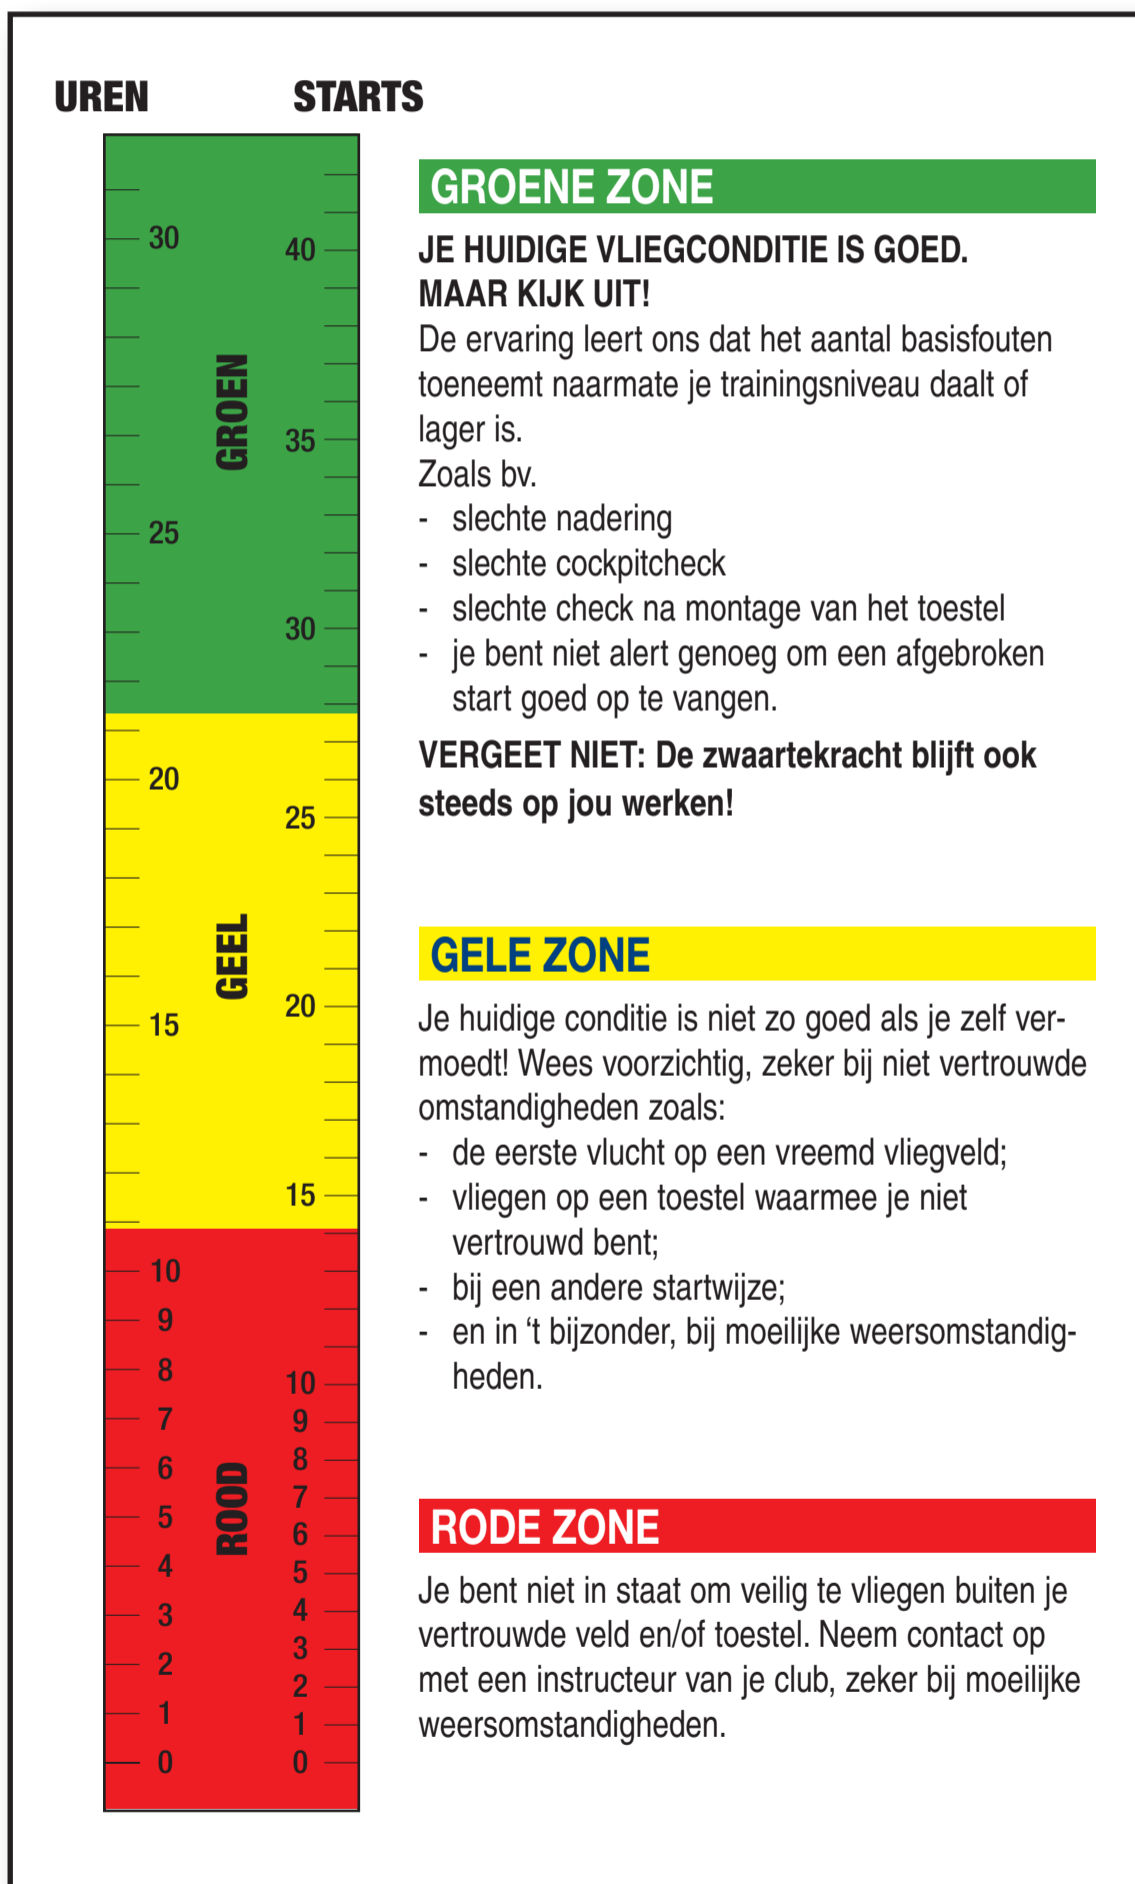 UREN STARTS
30
25
20
15
10
9
8
7
6
5
4
3
2
1
0
GROEN
GEEL
ROOD
40
35
30
25
20
15
10
9
8
7
6
5
4
3
2
1
0
GROENE ZONE
JE HUIDIGE VLIEGCONDITIE IS GOED.
MAAR KIJK UIT!
De ervaring leert ons dat het aantal basisfouten
toeneemt naarmate je trainingsniveau daalt of
lager is.
Zoals bv.
- slechte nadering
- slechte cockpitcheck
- slechte check na montage van het toestel
- je bent niet alert genoeg om een afgebroken
start goed op te vangen.
VERGEET NIET: De zwaartekracht blijft ook
steeds op jou werken!
GELE ZONE
Je huidige conditie is niet zo goed als je zelf ver-
moedt! Wees voorzichtig, zeker bij niet vertrouwde
omstandigheden zoals:
- de eerste vlucht op een vreemd vliegveld;
- vliegen op een toestel waarmee je niet
vertrouwd bent;
- bij een andere startwijze;
- en in ‘t bijzonder, bij moeilijke weersomstandig-
heden.
RODE ZONE
Je bent niet in staat om veilig te vliegen buiten je
vertrouwde veld en/of toestel. Neem contact op
met een instructeur van je club, zeker bij moeilijke
weersomstandigheden.